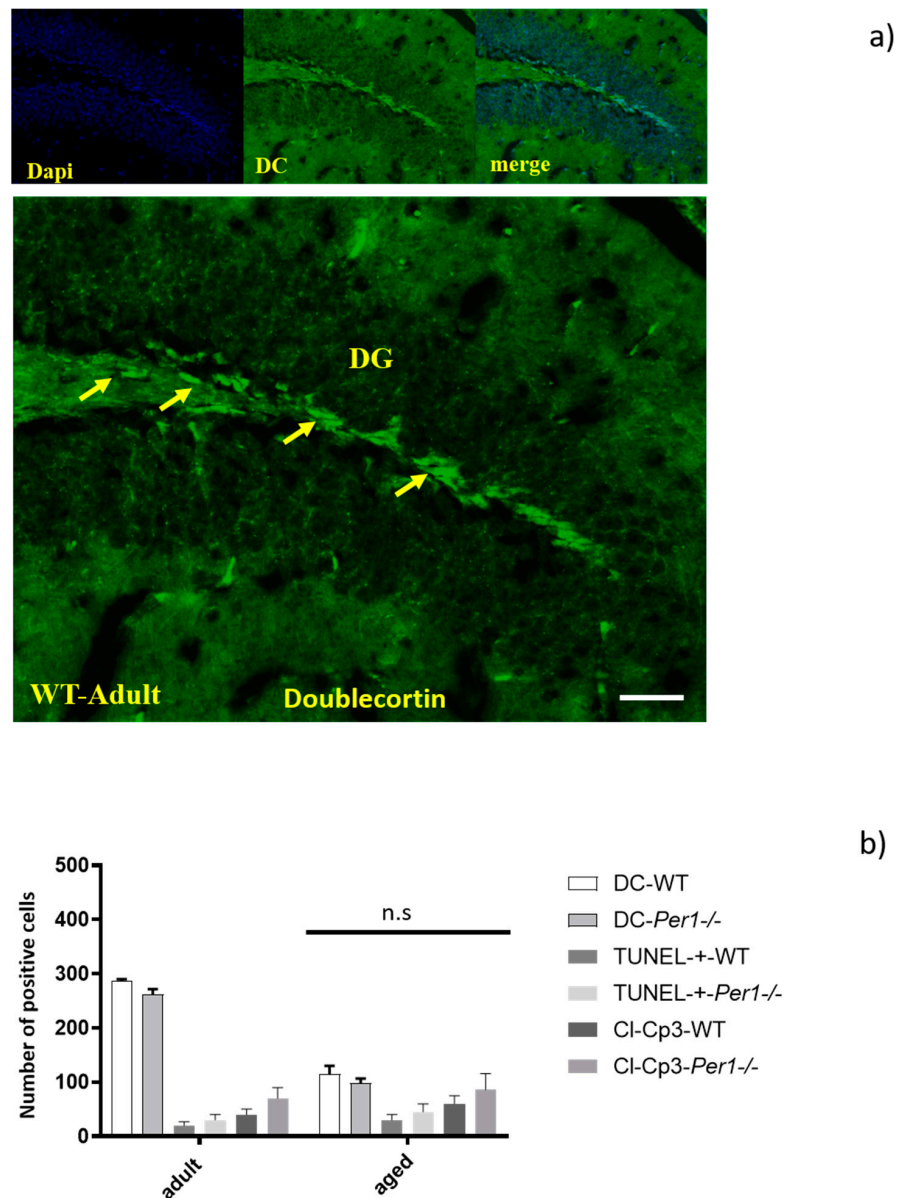 a)
Dapi
DC
merge
DG
WT-Adult
Doublecortin
b)
Number of positive cells
500
400
300
200
100
0
n.s
adult
aged
DC-WT
DC-Per1-/-
TUNEL-+-WT
TUNEL-+-Per1-/-
Cl-Cp3-WT
Cl-Cp3-Per1-/-